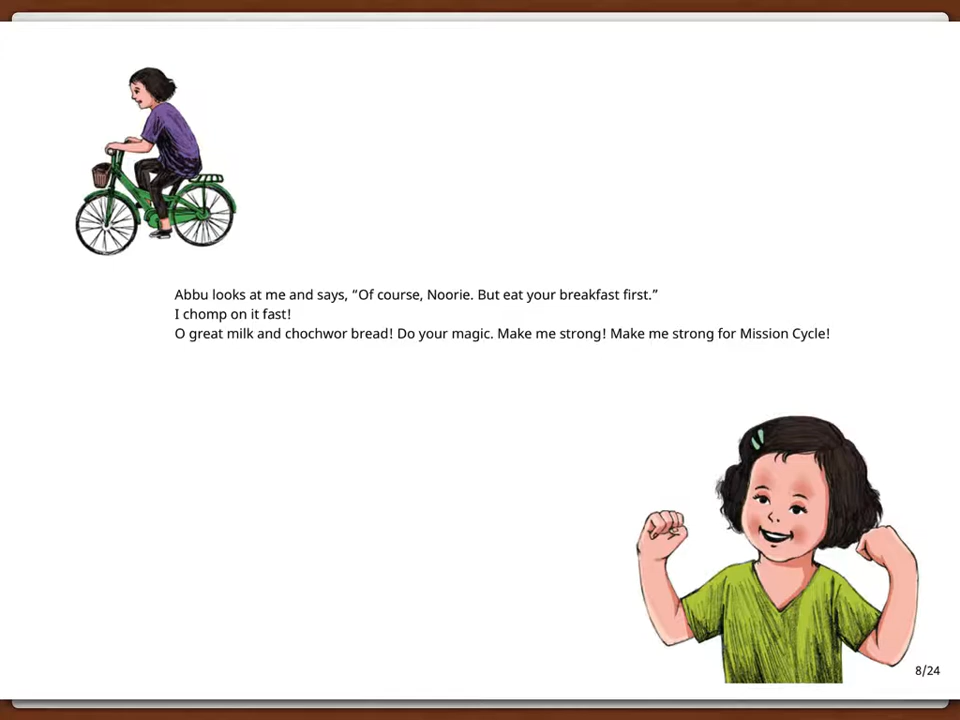 Abbu looks at me and says, “Of course, Noorie. But eat your breakfast first.”
I chomp on it fast!
O great milk and chochwor bread! Do your magic. Make me strong! Make me strong for Mission Cycle!
8/24